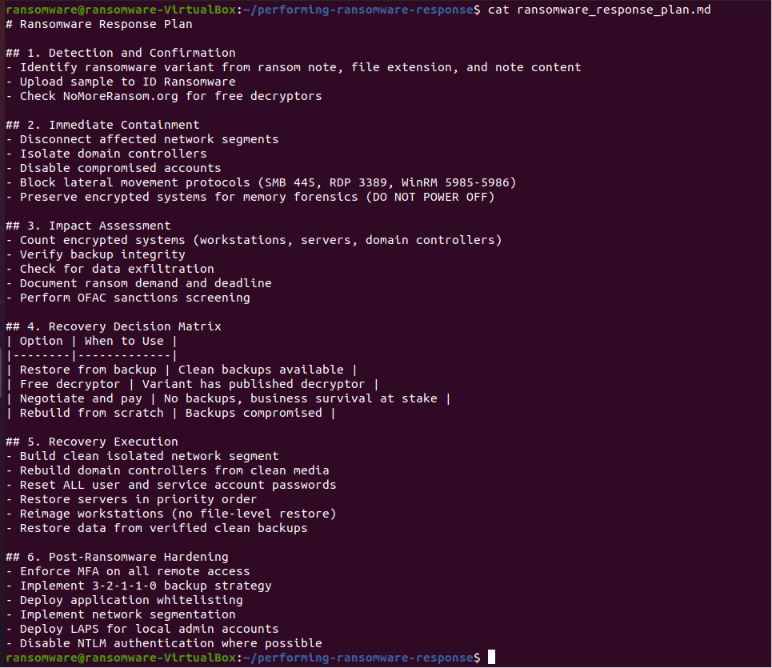 ransomware@ransomware-VirtualBox:~/performing-ransomware-response$ cat ransomware_response_plan.md
# Ransomware Response Plan

## 1. Detection and Confirmation
- Identify ransomware variant from ransom note, file extension, and note content
- Upload sample to ID Ransomware
- Check NoMoreRansom.org for free decryptors

## 2. Immediate Containment
- Disconnect affected network segments
- Isolate domain controllers
- Disable compromised accounts
- Block lateral movement protocols (SMB 445, RDP 3389, WinRM 5985-5986)
- Preserve encrypted systems for memory forensics (DO NOT POWER OFF)

## 3. Impact Assessment
- Count encrypted systems (workstations, servers, domain controllers)
- Verify backup integrity
- Check for data exfiltration
- Document ransom demand and deadline
- Perform OFAC sanctions screening

## 4. Recovery Decision Matrix
| Option | When to Use |
|--------|-------------|
| Restore from backup | Clean backups available |
| Free decryptor | Variant has published decryptor |
| Negotiate and pay | No backups, business survival at stake |
| Rebuild from scratch | Backups compromised |

## 5. Recovery Execution
- Build clean isolated network segment
- Rebuild domain controllers from clean media
- Reset ALL user and service account passwords
- Restore servers in priority order
- Reimage workstations (no file-level restore)
- Restore data from verified clean backups

## 6. Post-Ransomware Hardening
- Enforce MFA on all remote access
- Implement 3-2-1-1-0 backup strategy
- Deploy application whitelisting
- Implement network segmentation
- Deploy LAPS for local admin accounts
- Disable NTLM authentication where possible
ransomware@ransomware-VirtualBox:~/performing-ransomware-response$